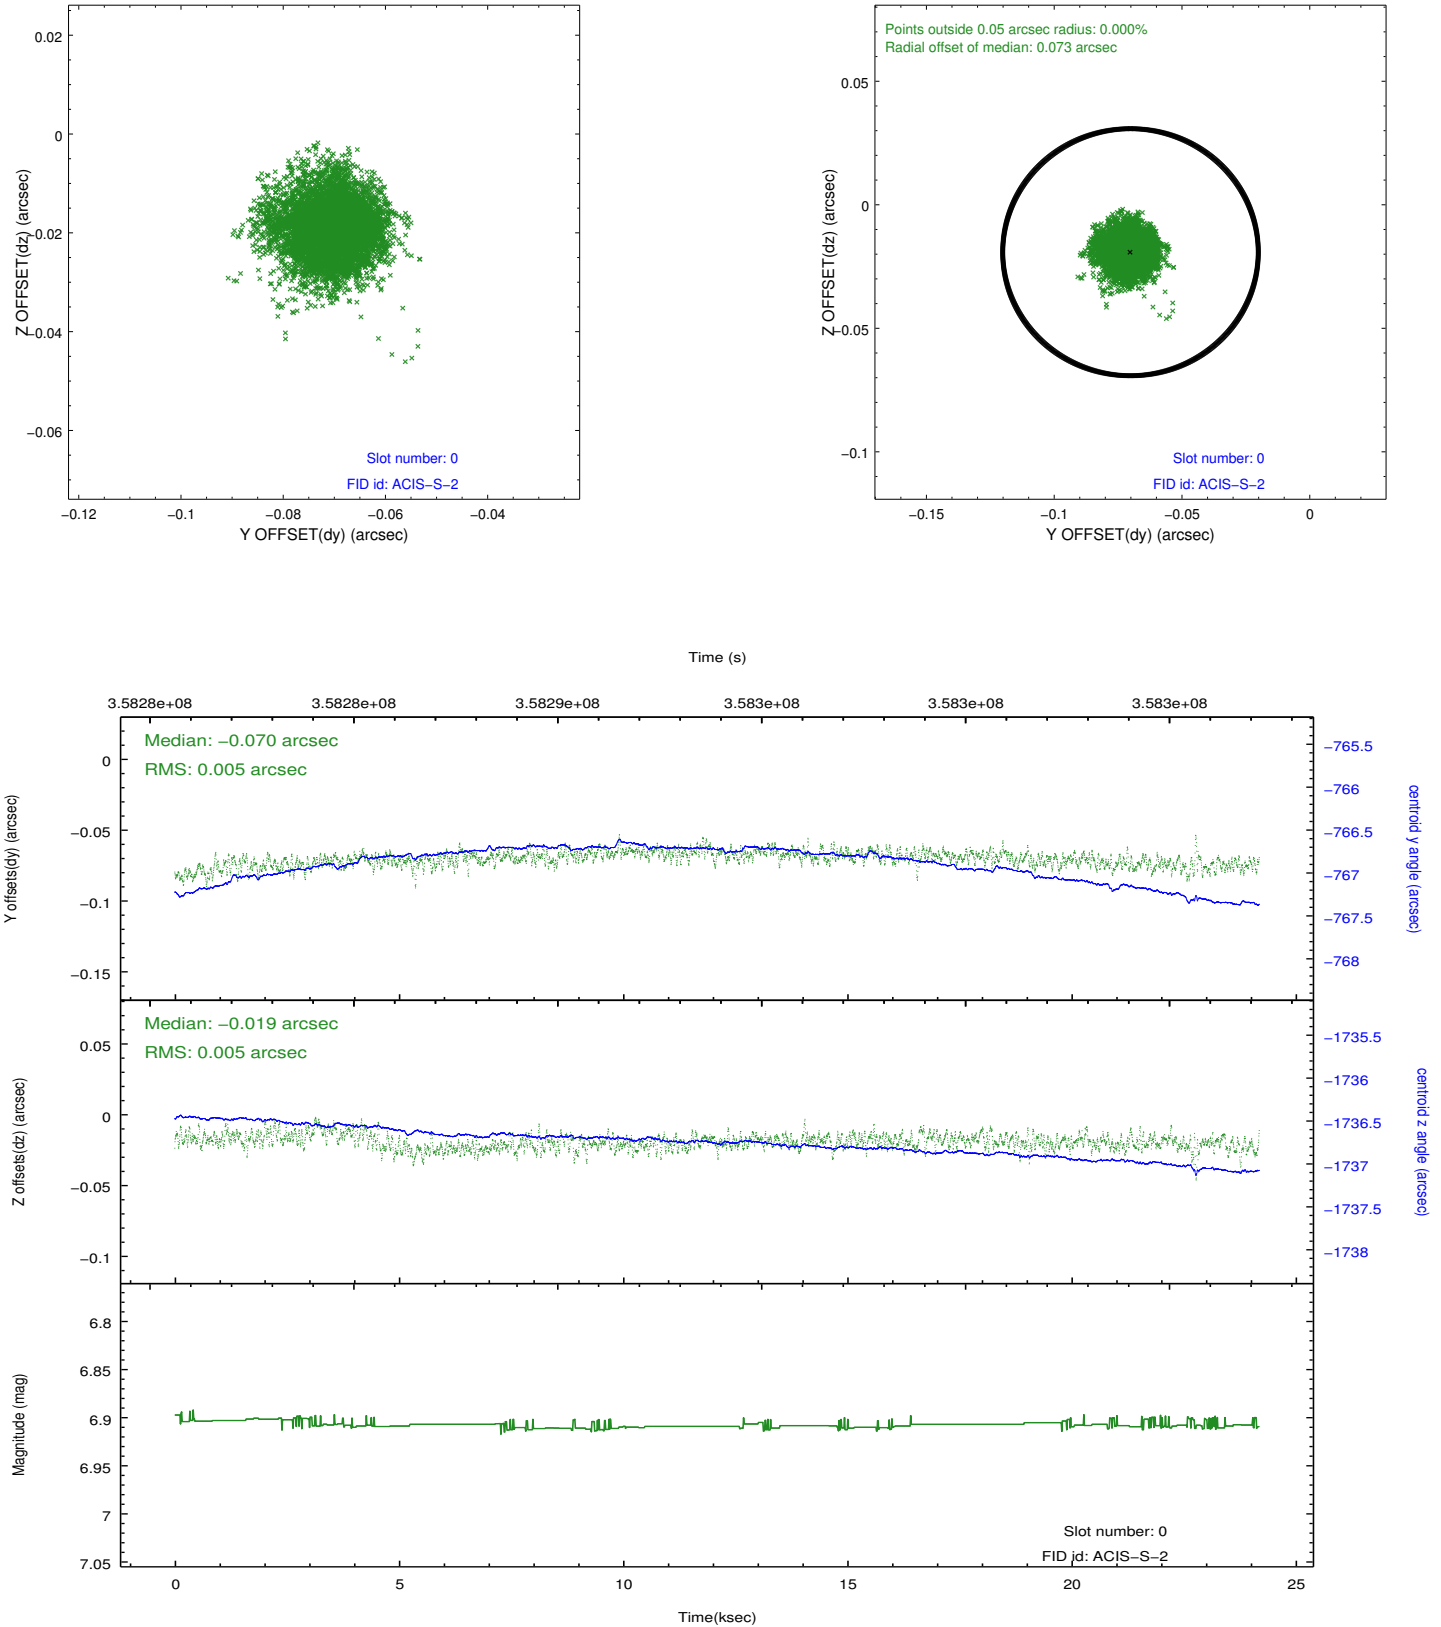 0.02
0
−0.02
−0.04
−0.06
Z OFFSET(dz) (arcsec)
Slot number: 0
FID id: ACIS−S−2
−0.12
−0.1
−0.08
−0.06
−0.04
Y OFFSET(dy) (arcsec)
Points outside 0.05 arcsec radius: 0.000%
Radial offset of median: 0.073 arcsec
0.05
0
−0.05
−0.1
Z OFFSET(dz) (arcsec)
Slot number: 0
FID id: ACIS−S−2
−0.15
−0.1
−0.05
0
Y OFFSET(dy) (arcsec)
Time (s)
3.5828e+08
3.5828e+08
3.5829e+08
3.583e+08
3.583e+08
3.583e+08
Median: −0.070 arcsec
RMS: 0.005 arcsec
0
−0.05
−0.1
−0.15
Y offsets(dy) (arcsec)
−765.5
−766
−766.5
−767
−767.5
−768
centroid y angle (arcsec)
Median: −0.019 arcsec
RMS: 0.005 arcsec
0.05
0
−0.05
−0.1
Z offsets(dz) (arcsec)
−1735.5
−1736
−1736.5
−1737
−1737.5
−1738
centroid z angle (arcsec)
6.8
6.85
6.9
6.95
7
7.05
Magnitude (mag)
Slot number: 0
FID id: ACIS−S−2
0
5
10
15
20
25
Time(ksec)